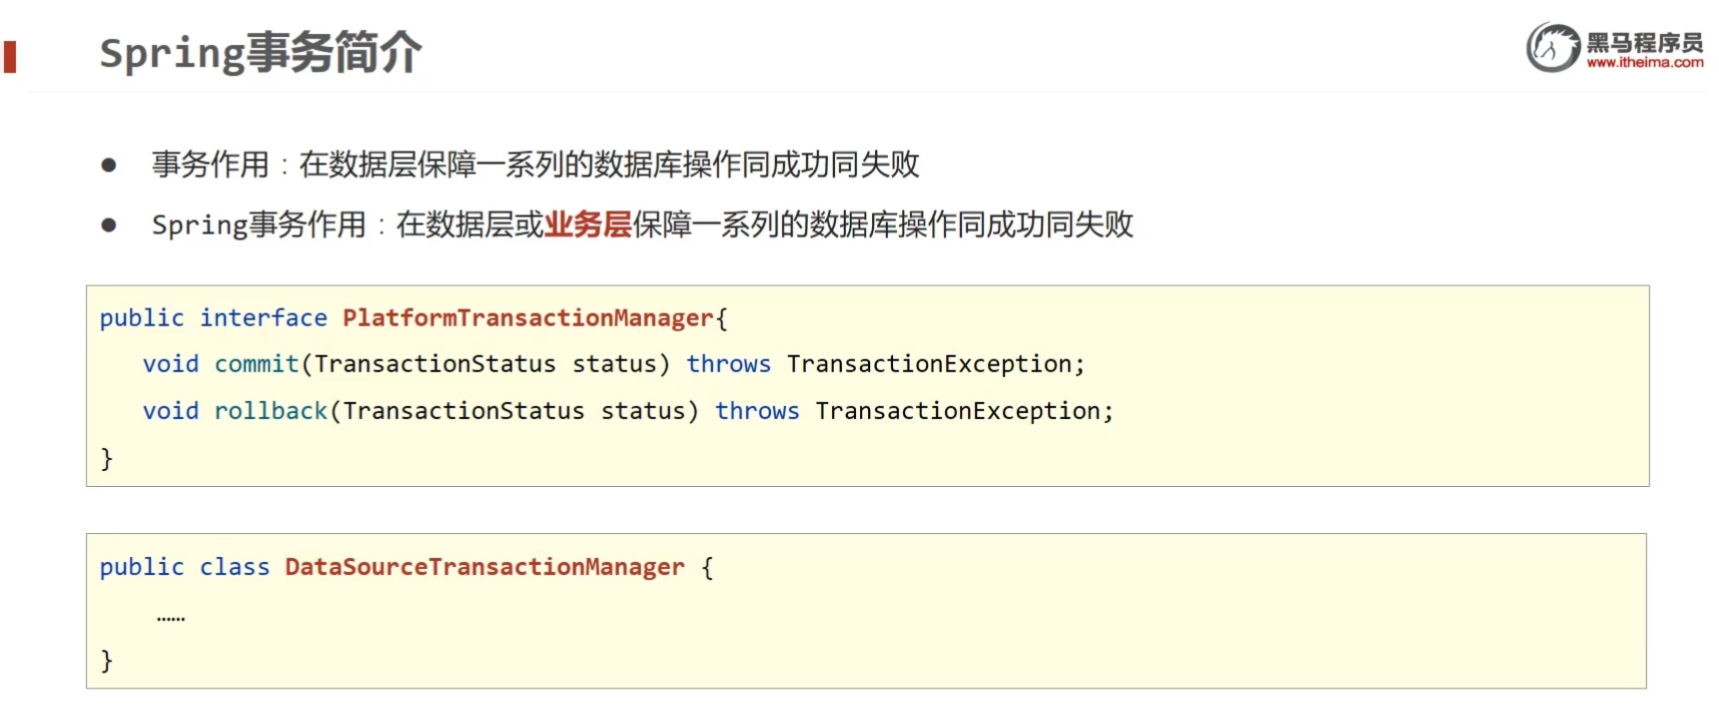 Spring事务简介
黑马程序员
www.itheima.com
● 事务作用：在数据层保障一系列的数据库操作同成功同失败
● Spring事务作用：在数据层或业务层保障一系列的数据库操作同成功同失败
public interface PlatformTransactionManager{
void commit(TransactionStatus status) throws TransactionException;
void rollback(TransactionStatus status) throws TransactionException;
}
public class DataSourceTransactionManager {
……
}